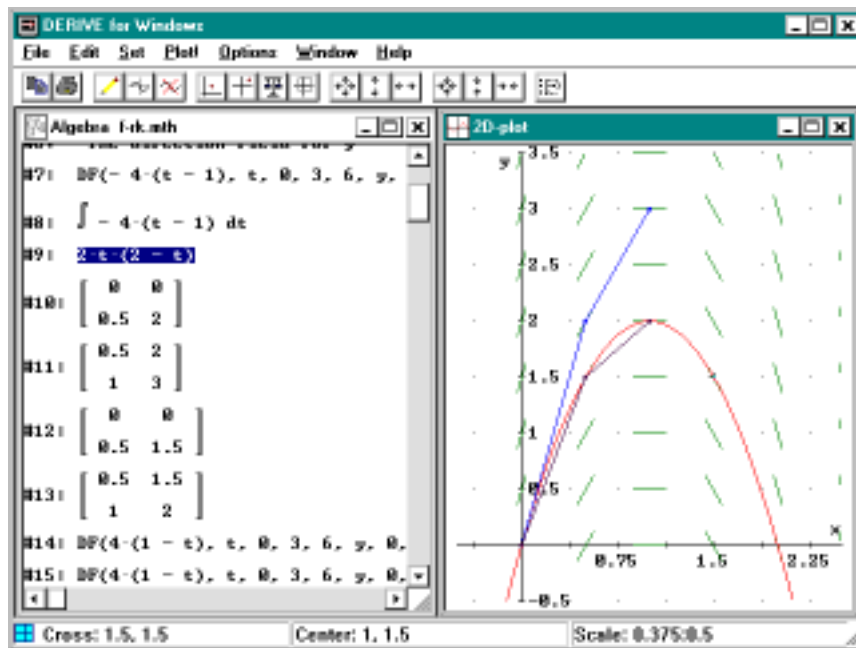 DERIVE for Windows
File Edit Set Plot! Options Window Help
Algebra f-rk.mth
2D-plot
#7: DF(- 4·(t - 1), t, 0, 3, 6, y,
#8: ∫ - 4·(t - 1) dt
#9: 2·t·(2 - t)
#10: [ 0 0
0.5 2 ]
#11: [ 0.5 2
1 3 ]
#12: [ 0 0
0.5 1.5 ]
#13: [ 0.5 1.5
1 2 ]
#14: DF(4·(1 - t), t, 0, 3, 6, y, 0,
#15: DF(4·(1 - t), t, 0, 3, 6, y, 0,
y
3.5
3
2.5
2
1.5
1
0.5
x
0.75 1.5 2.25
-0.5
Cross: 1.5, 1.5 Center: 1, 1.5 Scale: 0.375:0.5